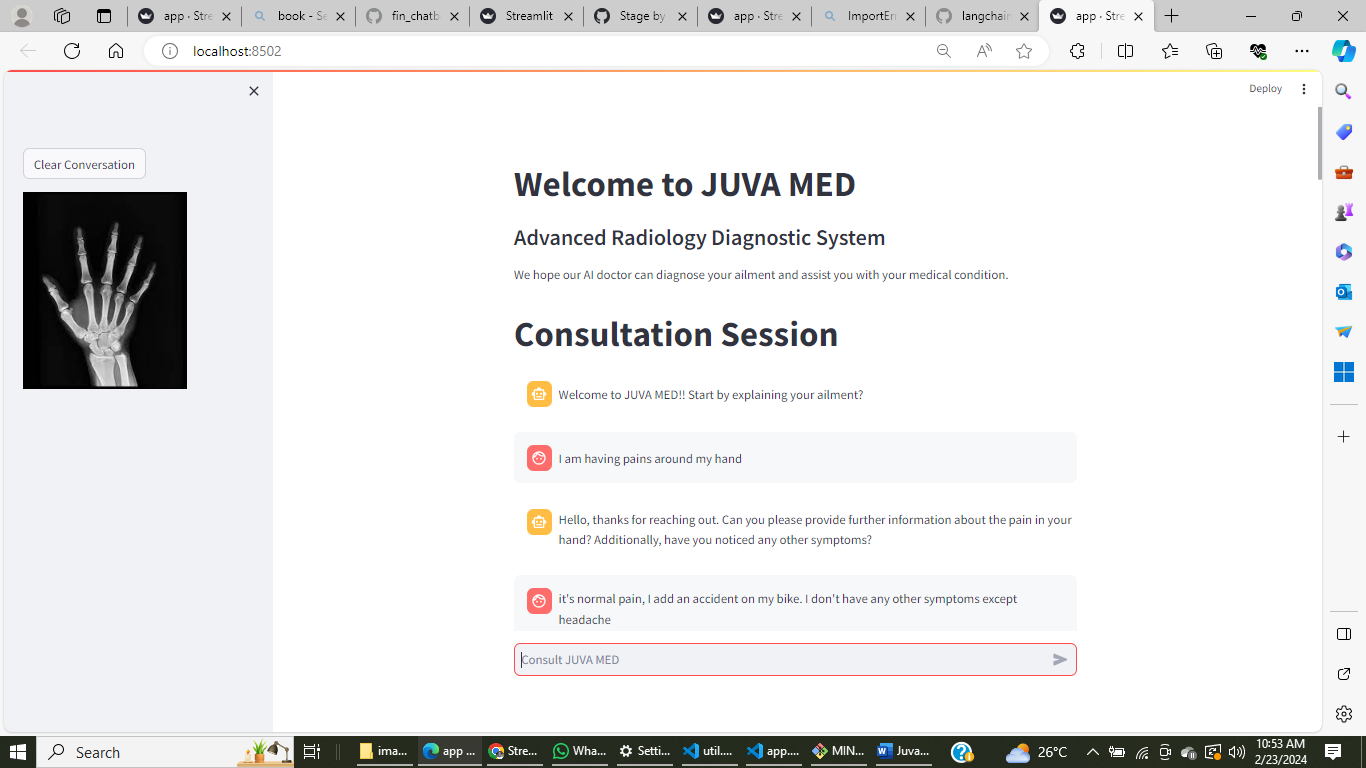 app · Stre
book - Se
fin_chatb
Streamlit
Stage by
app · Stre
ImportEr
langchain
app · Stre
localhost:8502
Deploy
Clear Conversation
Welcome to JUVA MED
Advanced Radiology Diagnostic System
We hope our AI doctor can diagnose your ailment and assist you with your medical condition.
Consultation Session
Welcome to JUVA MED!! Start by explaining your ailment?
I am having pains around my hand
Hello, thanks for reaching out. Can you please provide further information about the pain in your
hand? Additionally, have you noticed any other symptoms?
it's normal pain, I add an accident on my bike. I don't have any other symptoms except
headache
Consult JUVA MED
Search
ima...
app ...
Stre...
Wha...
Setti...
util....
app....
MIN...
Juva...
26°C
10:53 AM
2/23/2024